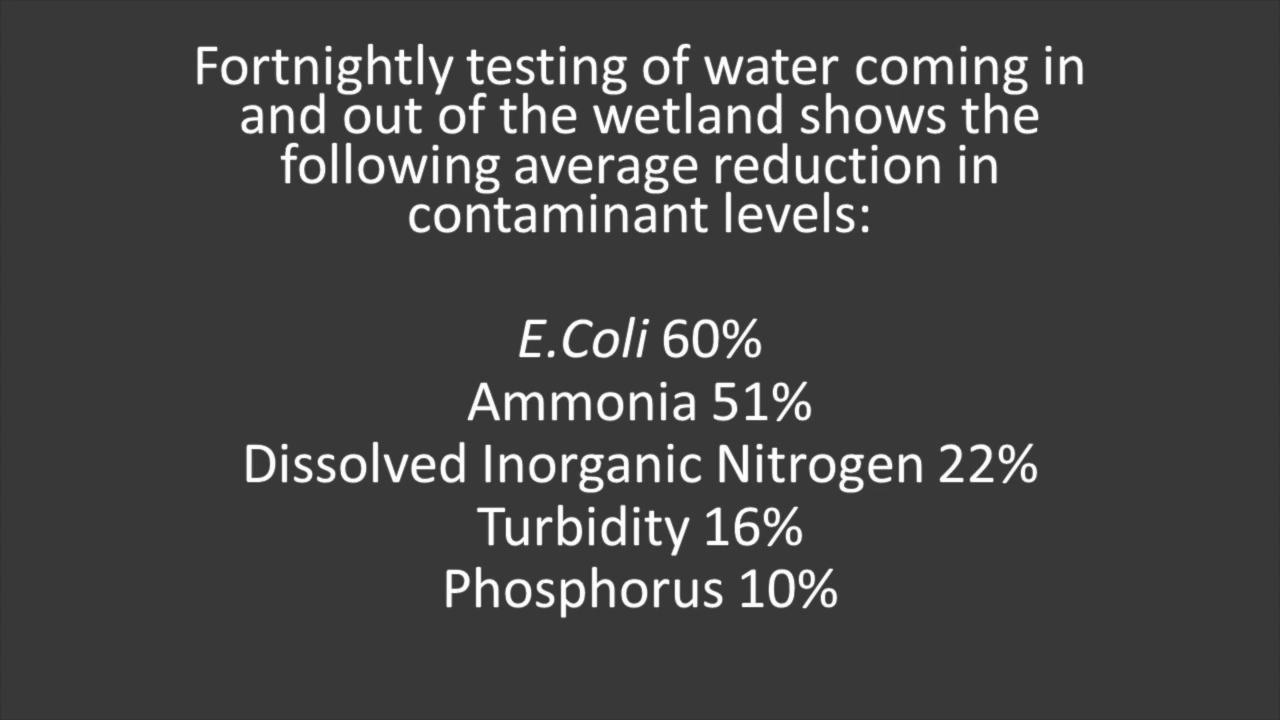 Fortnightly testing of water coming in
and out of the wetland shows the
following average reduction in
contaminant levels:
E.Coli 60%
Ammonia 51%
Dissolved Inorganic Nitrogen 22%
Turbidity 16%
Phosphorus 10%